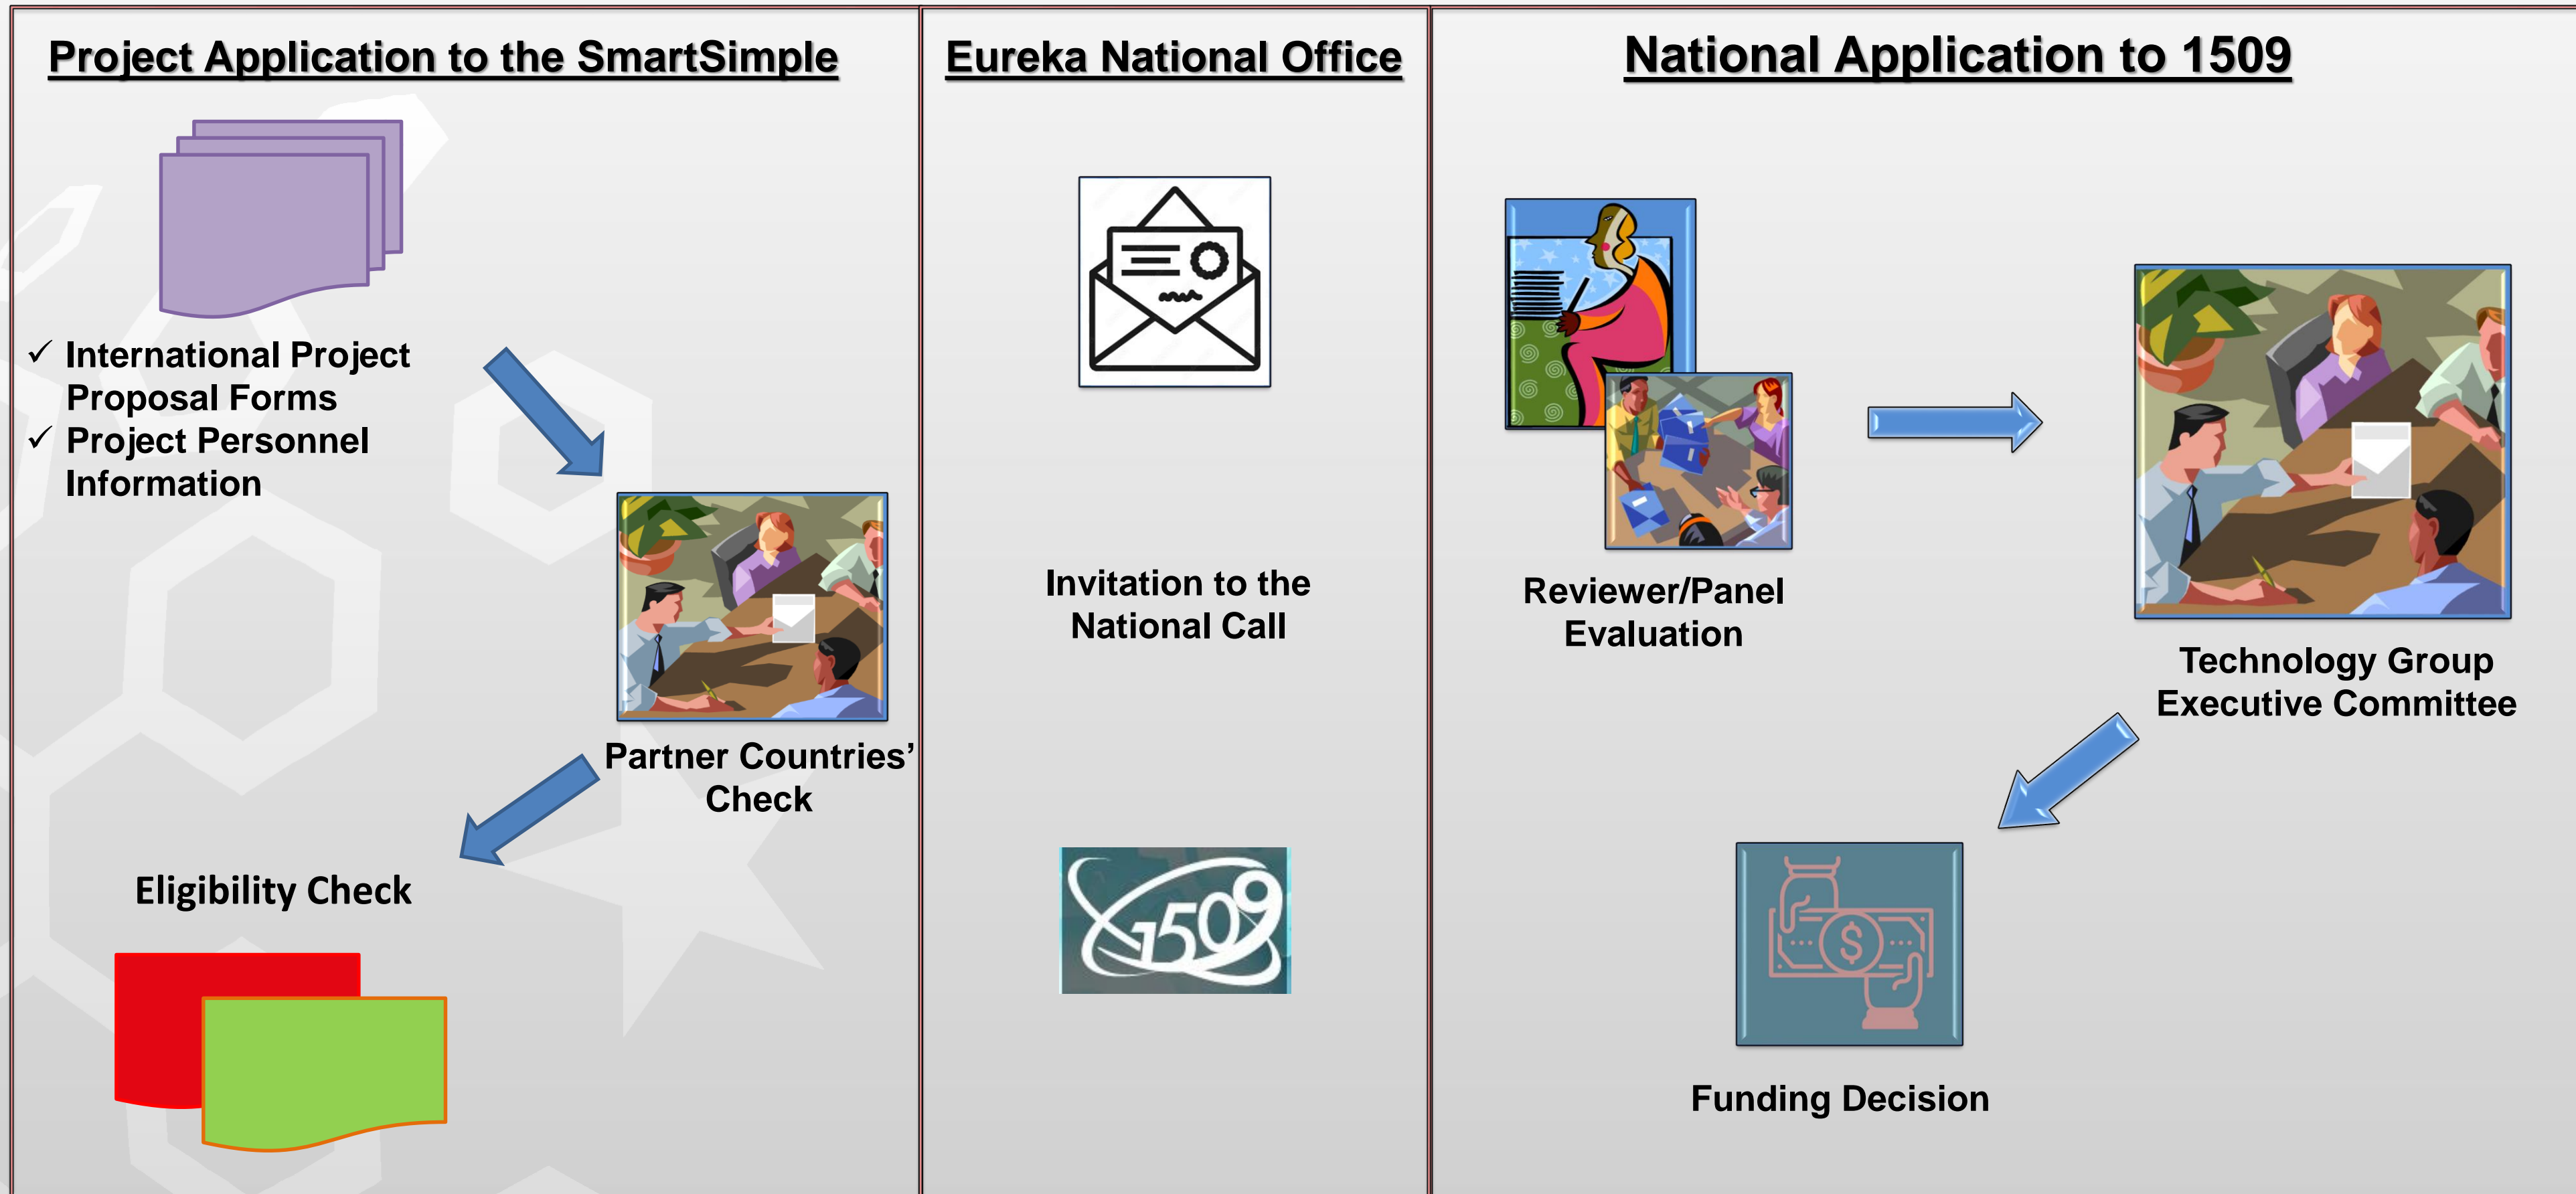 Project Application to the SmartSimple
✓ International Project
Proposal Forms
✓ Project Personnel
Information
Partner Countries’
Check
Eligibility Check
Eureka National Office
Invitation to the
National Call
1509
National Application to 1509
Reviewer/Panel
Evaluation
Technology Group
Executive Committee
$
Funding Decision